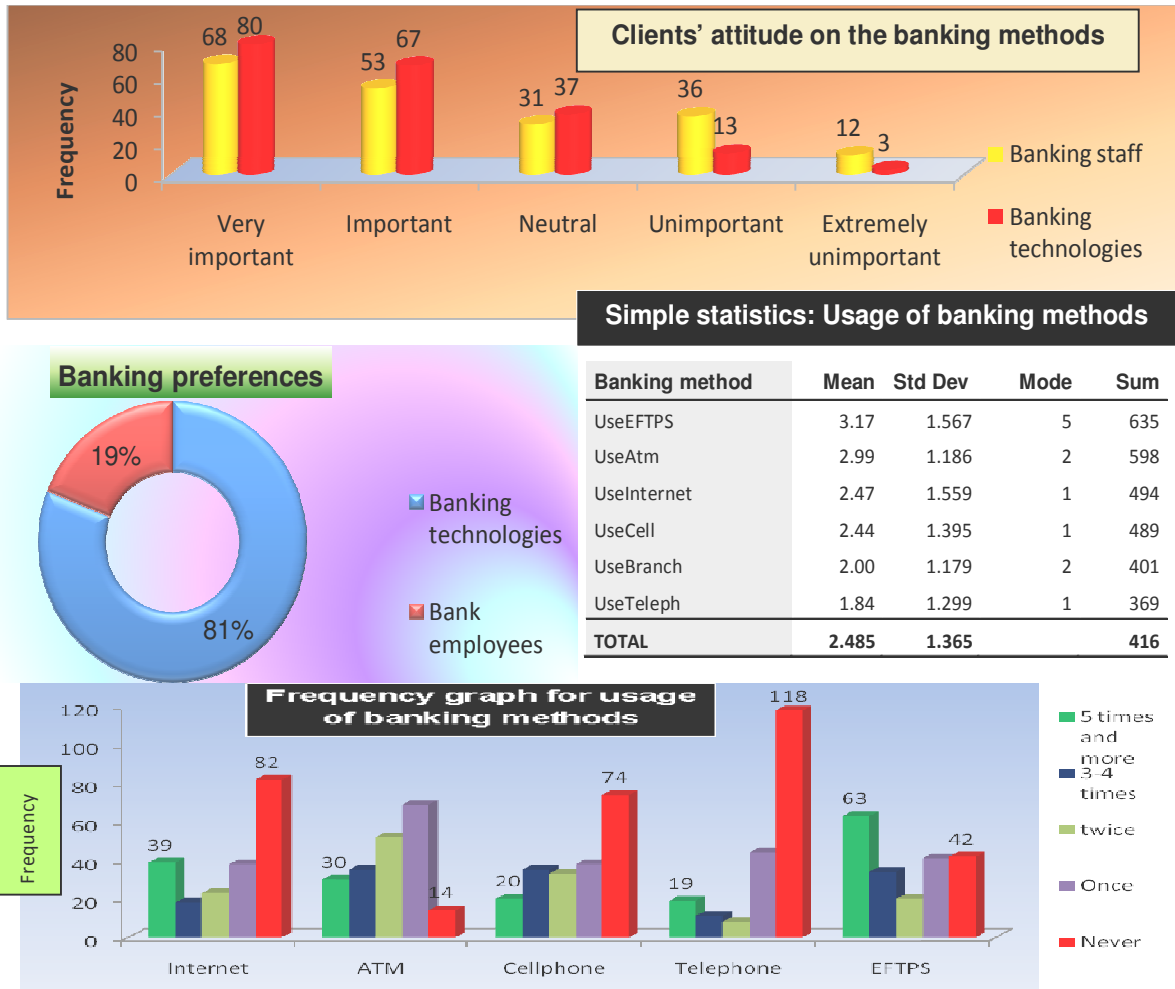 Clients' attitude on the banking methods
Frequency
80
60
40
20
0
68 80
53 67
31 37
36 13
12 3
Very
important
Important
Neutral
Unimportant
Extremely
unimportant
Banking staff
Banking
technologies
Simple statistics: Usage of banking methods
Banking method Mean Std Dev Mode Sum
UseEFTPS 3.17 1.567 5 635
UseAtm 2.99 1.186 2 598
UseInternet 2.47 1.559 1 494
UseCell 2.44 1.395 1 489
UseBranch 2.00 1.179 2 401
UseTeleph 1.84 1.299 1 369
TOTAL 2.485 1.365 416
Banking preferences
19%
81%
Banking
technologies
Bank
employees
Frequency graph for usage
of banking methods
Frequency
120
100
80
60
40
20
0
39 82
30 14
20 74
19 118
63 42
Internet ATM Cellphone Telephone EFTPS
5 times
and
more
3-4
times
twice
Once
Never